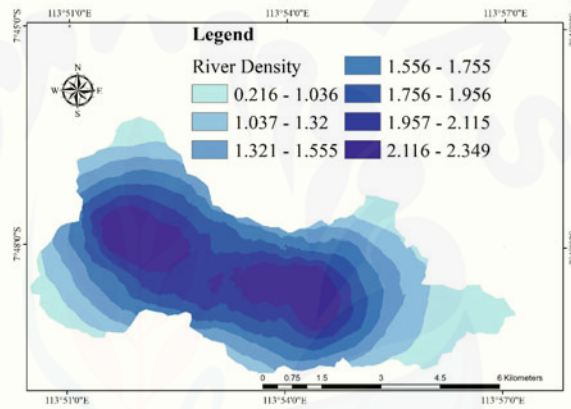 113°51'0"E 113°54'0"E 113°57'0"E
7°45'0"S
Legend
River Density
0.216 - 1.036
1.037 - 1.32
1.321 - 1.555
1.556 - 1.755
1.756 - 1.956
1.957 - 2.115
2.116 - 2.349
N
W E
S
7°48'0"S
0 0.75 1.5 3 4.5 6 Kilometers
113°51'0"E 113°54'0"E 113°57'0"E